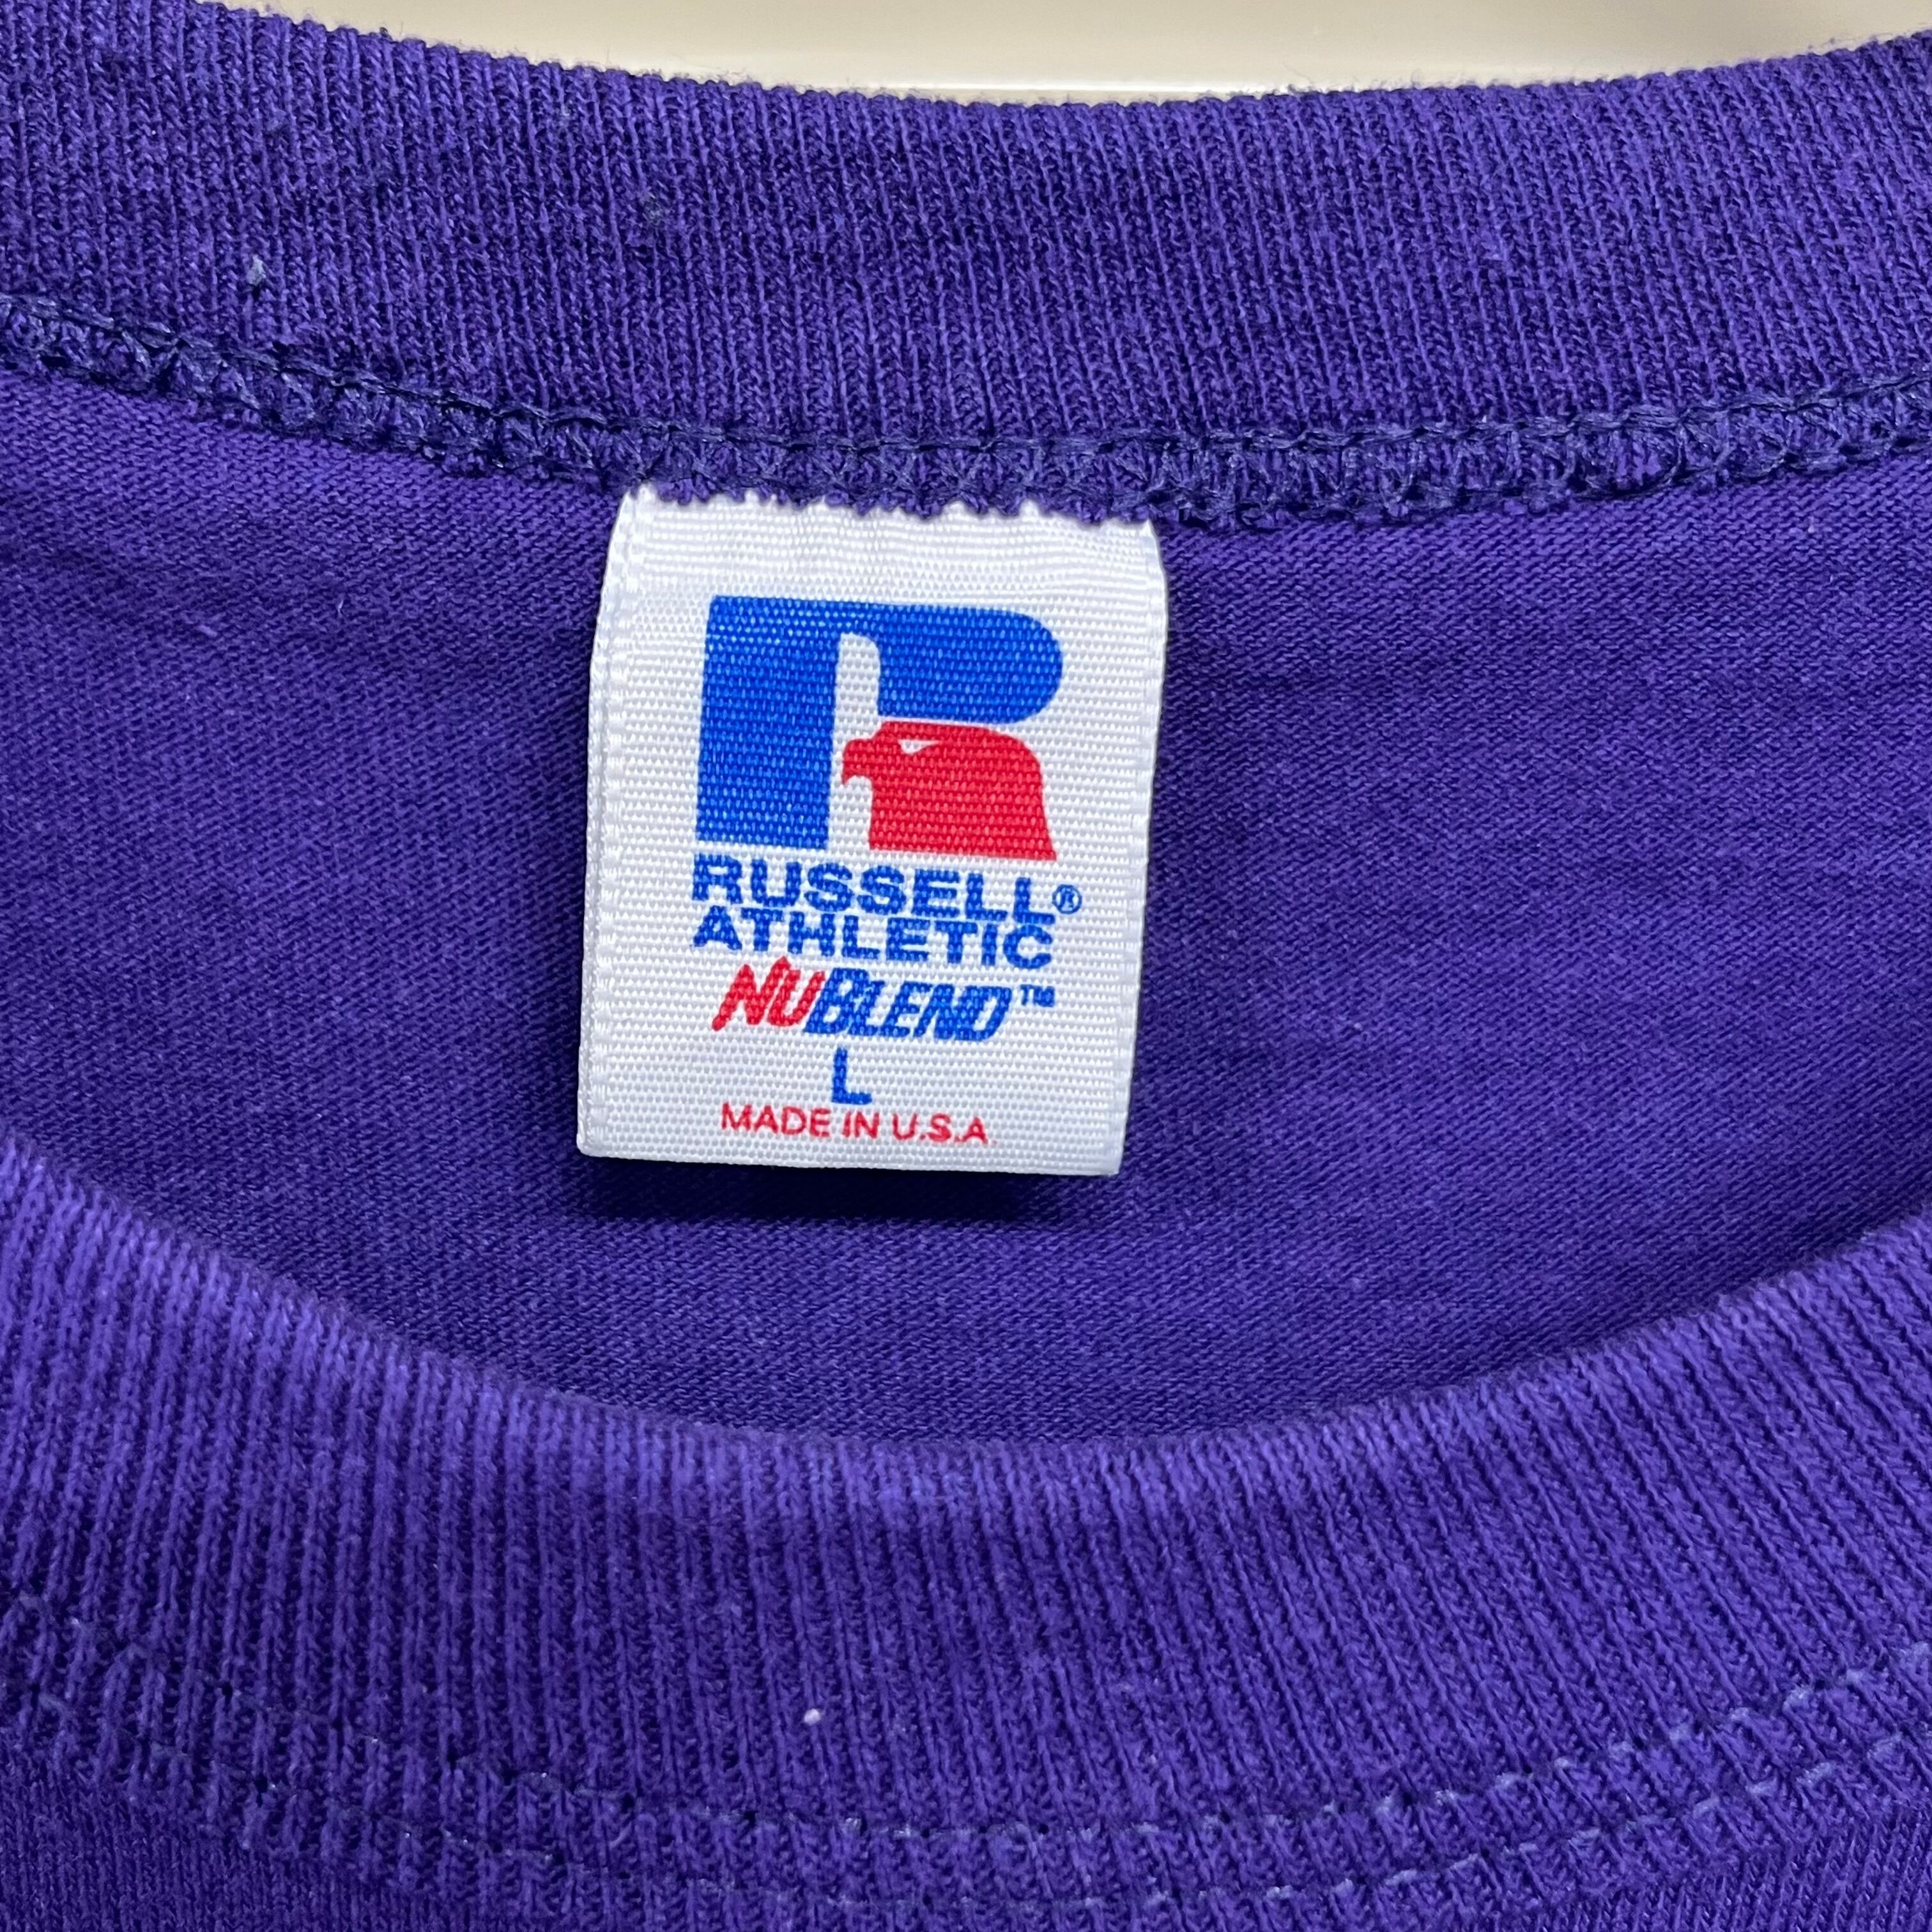 RUSSELL®
ATHLETIC
NUBLEND™
L
MADE IN U.S.A.